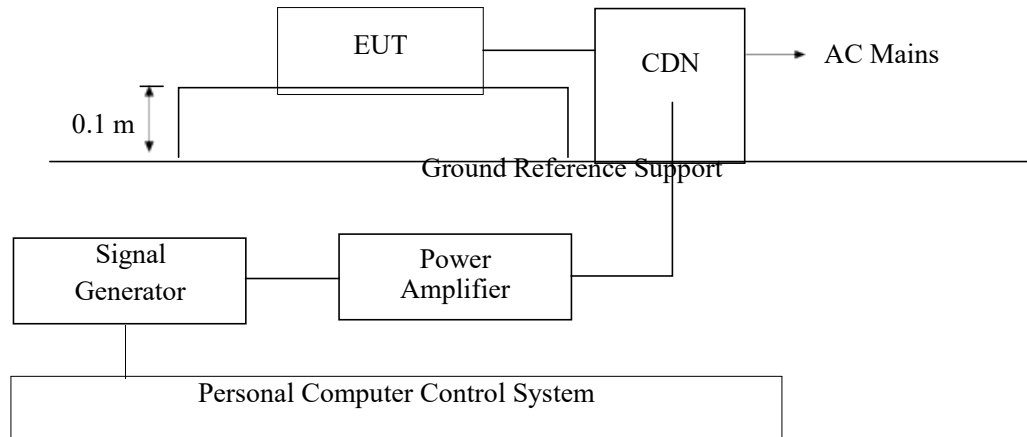 EUT
CDN
AC Mains
0.1 m
Ground Reference Support
Signal
Generator
Power
Amplifier
Personal Computer Control System